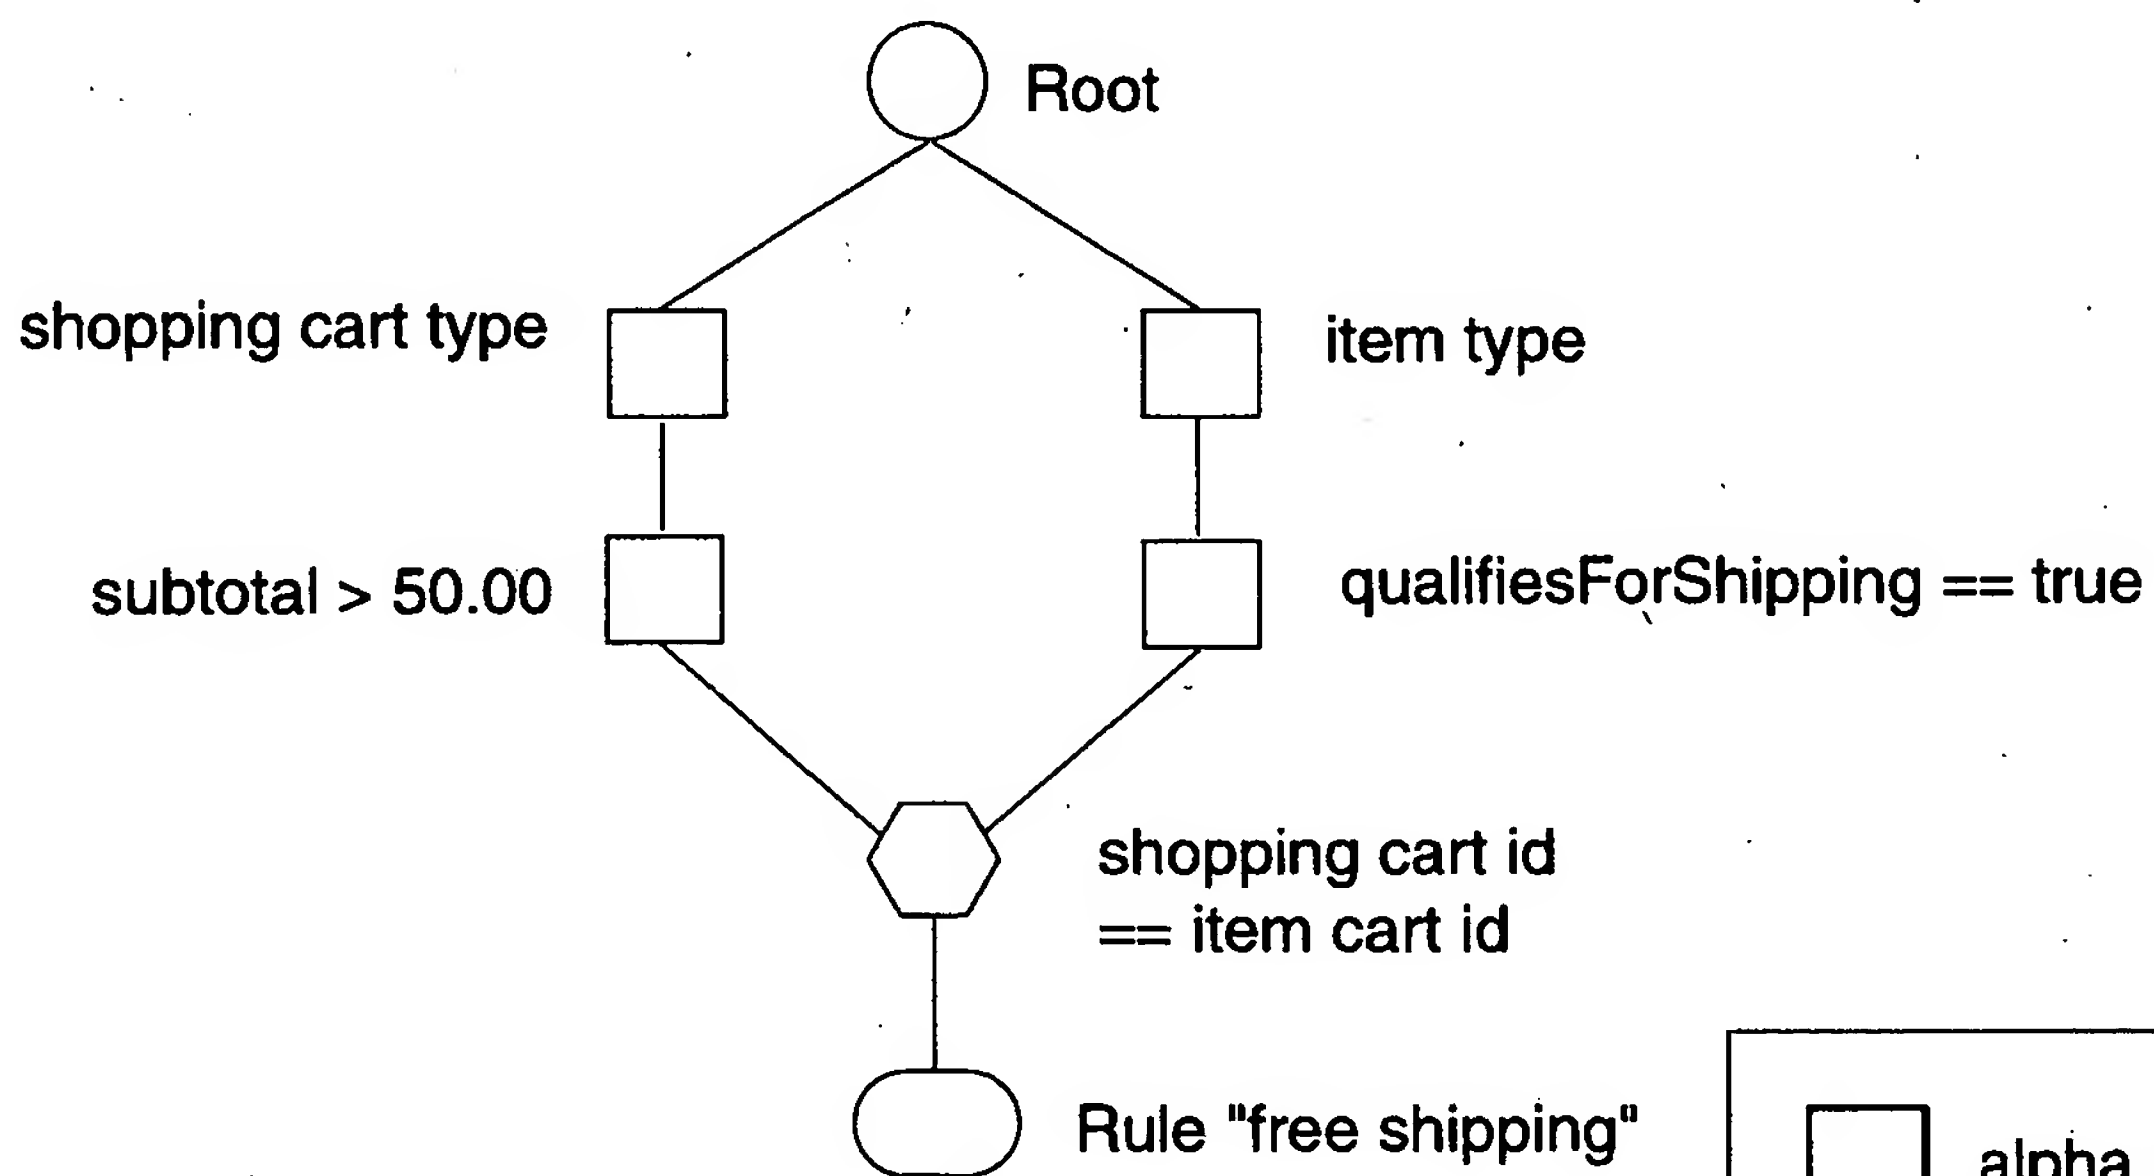 Root
shopping cart type
item type
subtotal > 50.00
qualifiesForShipping == true
shopping cart id
== item cart id
Rule "free shipping"
alpha